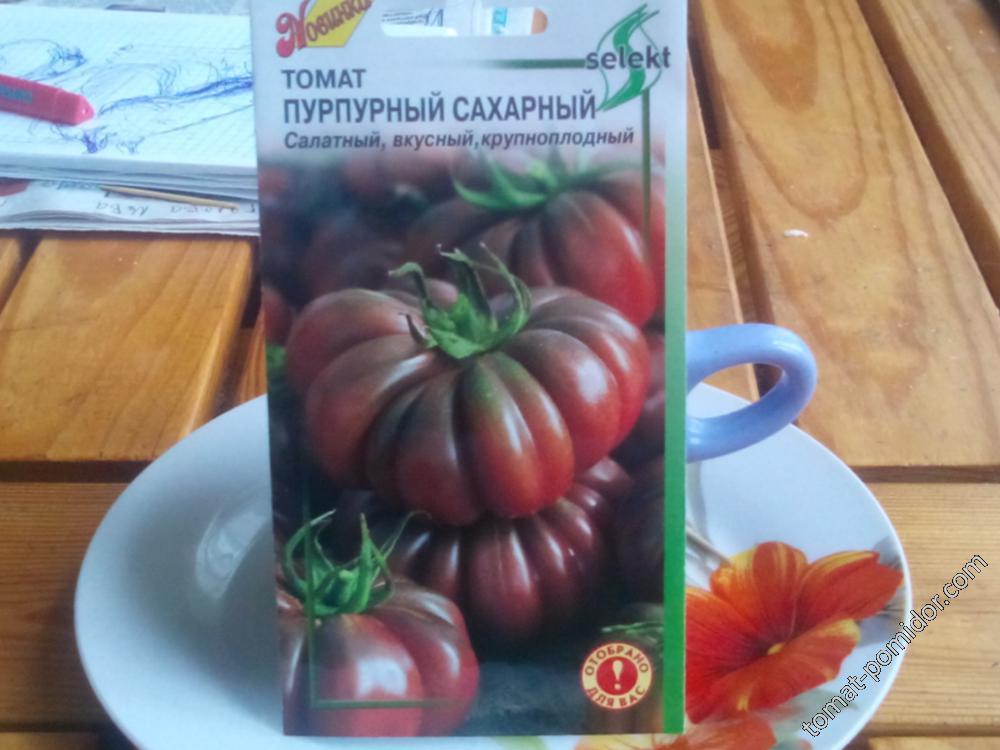 Новинка
selekt
ТОМАТ
ПУРПУРНЫЙ САХАРНЫЙ
Салатный, вкусный,крупноплодный
ОТОБРАНО
ДЛЯ ВАС
tomat-pomidor.com